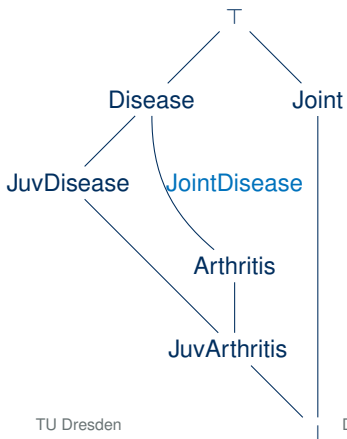 ⊤
Disease Joint
JuvDisease JointDisease
Arthritis
JuvArthritis
TU Dresden D